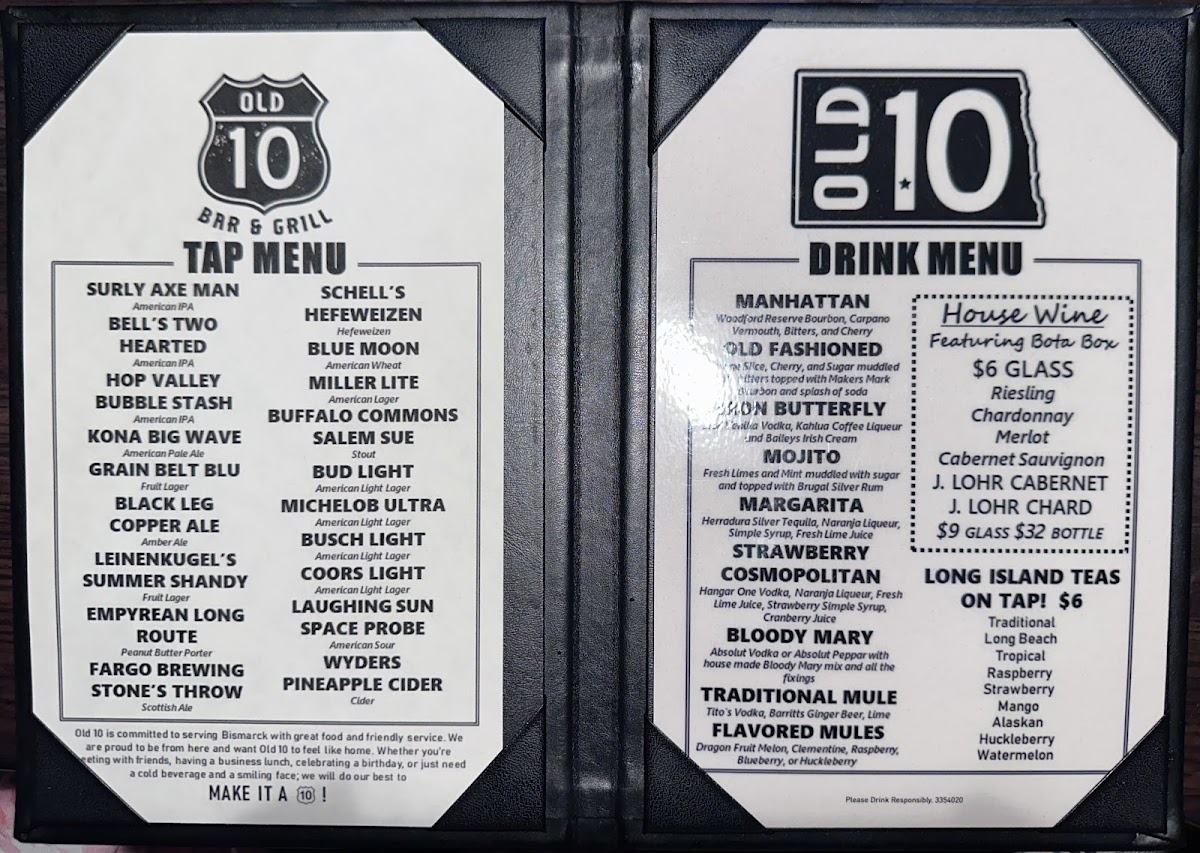 OLD
10
BAR & GRILL
TAP MENU
SURLY AXE MAN
American IPA
BELL'S TWO
HEARTED
American IPA
HOP VALLEY
BUBBLE STASH
American IPA
KONA BIG WAVE
American Pale Ale
GRAIN BELT BLU
Fruit Lager
BLACK LEG
COPPER ALE
Amber Ale
LEINENKUGEL'S
SUMMER SHANDY
Fruit Lager
EMPYREAN LONG
ROUTE
Peanut Butter Porter
FARGO BREWING
STONE'S THROW
Scottish Ale
SCHELL'S
HEFEWEIZEN
Hefeweizen
BLUE MOON
American Wheat
MILLER LITE
American Lager
BUFFALO COMMONS
SALEM SUE
Stout
BUD LIGHT
American Light Lager
MICHELOB ULTRA
American Light Lager
BUSCH LIGHT
American Light Lager
COORS LIGHT
American Light Lager
LAUGHING SUN
SPACE PROBE
American Sour
WYDERS
PINEAPPLE CIDER
Cider
Old 10 is committed to serving Bismarck with great food and friendly service. We
are proud to be from here and want Old 10 to feel like home. Whether you're
with friends, having a business lunch, celebrating a birthday, or just need
a cold beverage and a smiling face; we will do our best to
MAKE IT A 10 !
OLD 10
DRINK MENU
MANHATTAN
Woodford Reserve Bourbon, Carpano
Vermouth, Bitters, and Cherry
OLD FASHIONED
Slice, Cherry, and Sugar muddled
topped with Makers Mark
Bourbon and splash of soda
BUTTERFLY
Vanilla Vodka, Kahlua Coffee Liqueur
and Baileys Irish Cream
MOJITO
Fresh Limes and Mint muddled with sugar
and topped with Brugal Silver Rum
MARGARITA
Herradura Silver Tequila, Naranja Liqueur,
Simple Syrup, Fresh Lime Juice
STRAWBERRY
COSMOPOLITAN
Hangar One Vodka, Naranja Liqueur, Fresh
Lime Juice, Strawberry Simple Syrup,
Cranberry Juice
BLOODY MARY
Absolut Vodka or Absolut Peppar with
house made Bloody Mary mix and all the
fixings
TRADITIONAL MULE
Tito's Vodka, Barritts Ginger Beer, Lime
FLAVORED MULES
Dragon Fruit Melon, Clementine, Raspberry,
Blueberry, or Huckleberry
House Wine
Featuring Bota Box
$6 GLASS
Riesling
Chardonnay
Merlot
Cabernet Sauvignon
J. LOHR CABERNET
J. LOHR CHARD
$9 GLASS $32 BOTTLE
LONG ISLAND TEAS
ON TAP! $6
Traditional
Long Beach
Tropical
Raspberry
Strawberry
Mango
Alaskan
Huckleberry
Watermelon
Please Drink Responsibly. 3354020